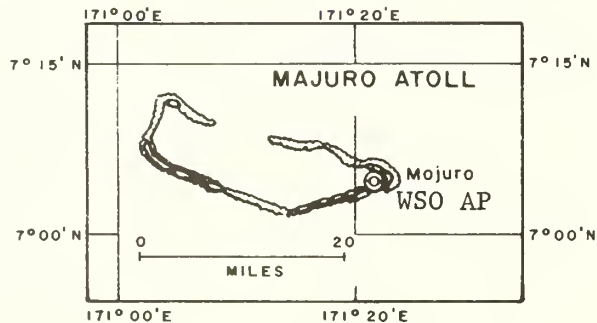 171° 00' E 171° 20' E
7° 15' N 7° 15' N
MAJURO ATOLL
Mojuro
WSO AP
7° 00' N 7° 00' N
0 20
MILES
171° 00' E 171° 20' E